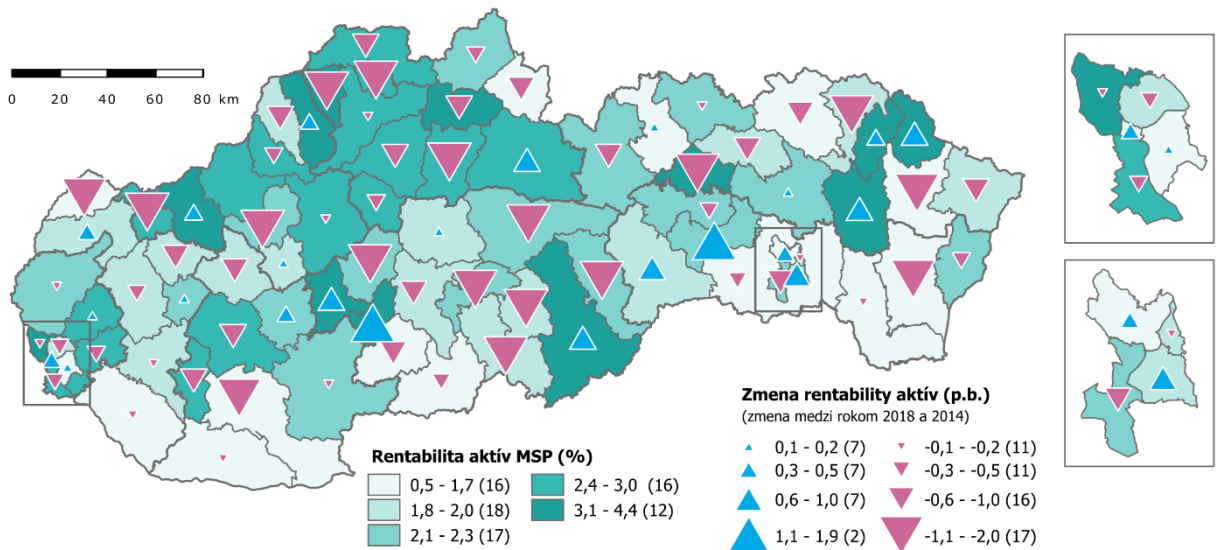 0 20 40 60 80 km
Rentabilita aktív MSP (%)
0,5 - 1,7 (16)
1,8 - 2,0 (18)
2,1 - 2,3 (17)
2,4 - 3,0 (16)
3,1 - 4,4 (12)
Zmena rentability aktív (p.b.)
(zmena medzi rokom 2018 a 2014)
0,1 - 0,2 (7)
0,3 - 0,5 (7)
0,6 - 1,0 (7)
1,1 - 1,9 (2)
-0,1 - -0,2 (11)
-0,3 - -0,5 (11)
-0,6 - -1,0 (16)
-1,1 - -2,0 (17)